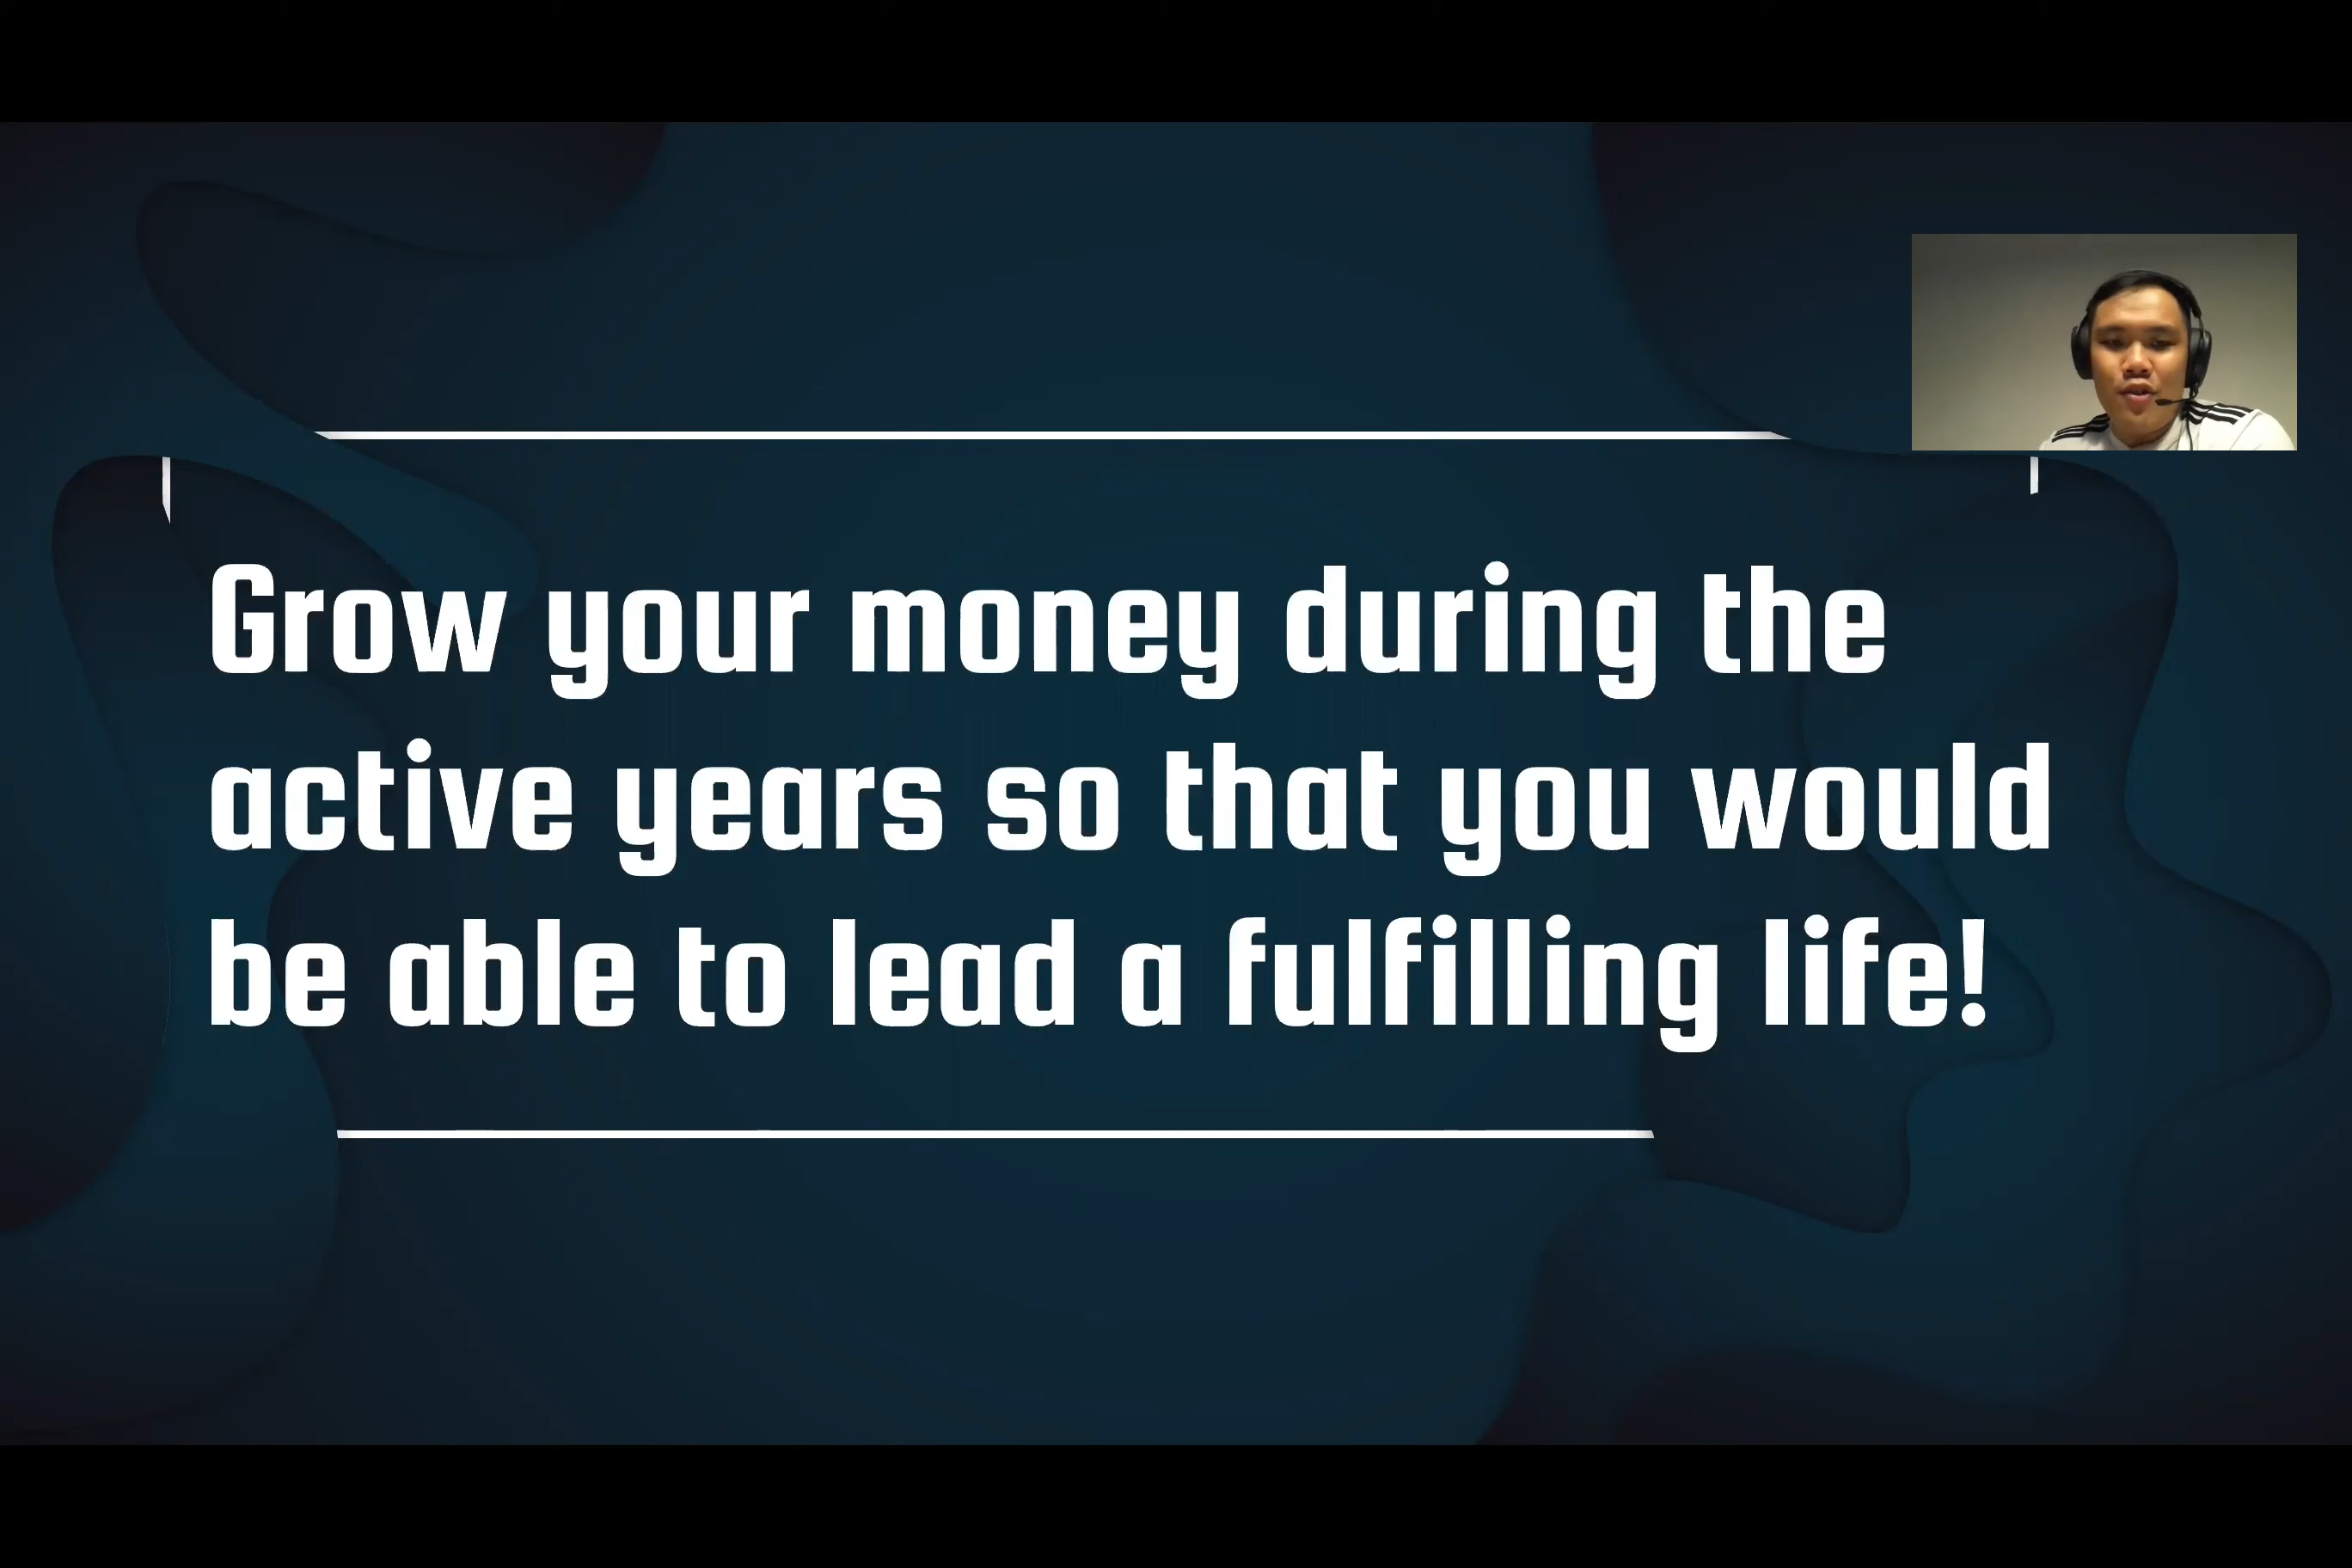 Grow your money during the
active years so that you would
be able to lead a fulfilling life!